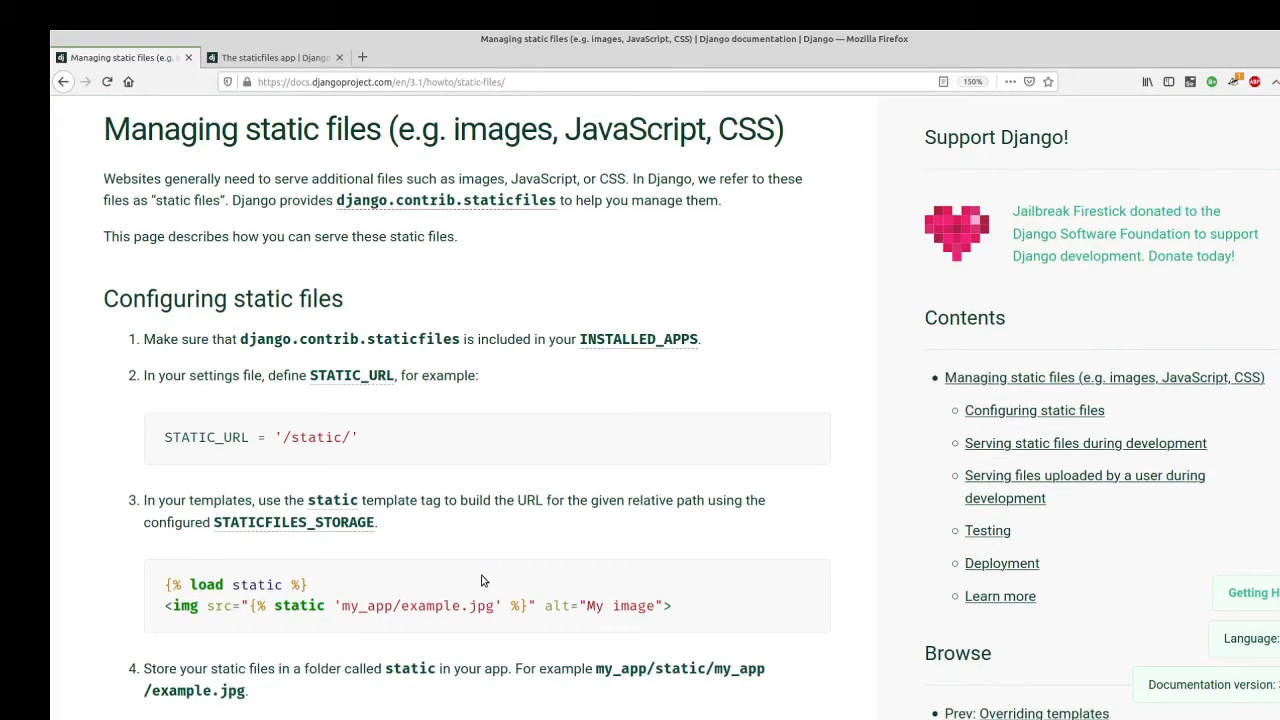 Managing static files (e.g. images, JavaScript, CSS) | Django documentation | Django — Mozilla Firefox
Managing static files (e.g. i
The staticfiles app | Django
https://docs.djangoproject.com/en/3.1/howto/static-files/
150%
Managing static files (e.g. images, JavaScript, CSS)
Websites generally need to serve additional files such as images, JavaScript, or CSS. In Django, we refer to these
files as “static files”. Django provides django.contrib.staticfiles to help you manage them.
This page describes how you can serve these static files.
Configuring static files
1. Make sure that django.contrib.staticfiles is included in your INSTALLED_APPS.
2. In your settings file, define STATIC_URL, for example:
STATIC_URL = '/static/'
3. In your templates, use the static template tag to build the URL for the given relative path using the
configured STATICFILES_STORAGE.
{% load static %}
<img src="{% static 'my_app/example.jpg' %}" alt="My image">
4. Store your static files in a folder called static in your app. For example my_app/static/my_app
/example.jpg.
Support Django!
Jailbreak Firestick donated to the
Django Software Foundation to support
Django development. Donate today!
Contents
Managing static files (e.g. images, JavaScript, CSS)
Configuring static files
Serving static files during development
Serving files uploaded by a user during
development
Testing
Deployment
Learn more
Getting H
Language:
Browse
Documentation version:
Prev: Overriding templates